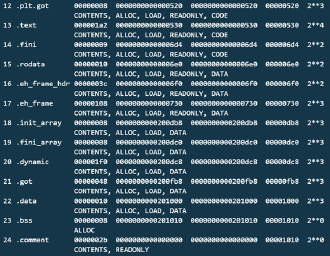 12 .plt.got 00000008 0000000000000520 0000000000000520 00000520 2**3
CONTENTS, ALLOC, LOAD, READONLY, CODE
13 .text 000001a2 0000000000000530 0000000000000530 00000530 2**4
CONTENTS, ALLOC, LOAD, READONLY, CODE
14 .fini 00000009 00000000000006d4 00000000000006d4 000006d4 2**2
CONTENTS, ALLOC, LOAD, READONLY, CODE
15 .rodata 00000010 00000000000006e0 00000000000006e0 000006e0 2**2
CONTENTS, ALLOC, LOAD, READONLY, DATA
16 .eh_frame_hdr 0000003c 00000000000006f0 00000000000006f0 000006f0 2**2
CONTENTS, ALLOC, LOAD, READONLY, DATA
17 .eh_frame 00000108 0000000000000730 0000000000000730 00000730 2**3
CONTENTS, ALLOC, LOAD, READONLY, DATA
18 .init_array 00000008 0000000000200db8 0000000000200db8 00000db8 2**3
CONTENTS, ALLOC, LOAD, DATA
19 .fini_array 00000008 0000000000200dc0 0000000000200dc0 00000dc0 2**3
CONTENTS, ALLOC, LOAD, DATA
20 .dynamic 000001f0 0000000000200dc8 0000000000200dc8 00000dc8 2**3
CONTENTS, ALLOC, LOAD, DATA
21 .got 00000048 0000000000200fb8 0000000000200fb8 00000fb8 2**3
CONTENTS, ALLOC, LOAD, DATA
22 .data 00000010 0000000000201000 0000000000201000 00001000 2**3
CONTENTS, ALLOC, LOAD, DATA
23 .bss 00000008 0000000000201010 0000000000201010 00001010 2**0
ALLOC
24 .comment 0000002b 0000000000000000 0000000000000000 00001010 2**0
CONTENTS, READONLY